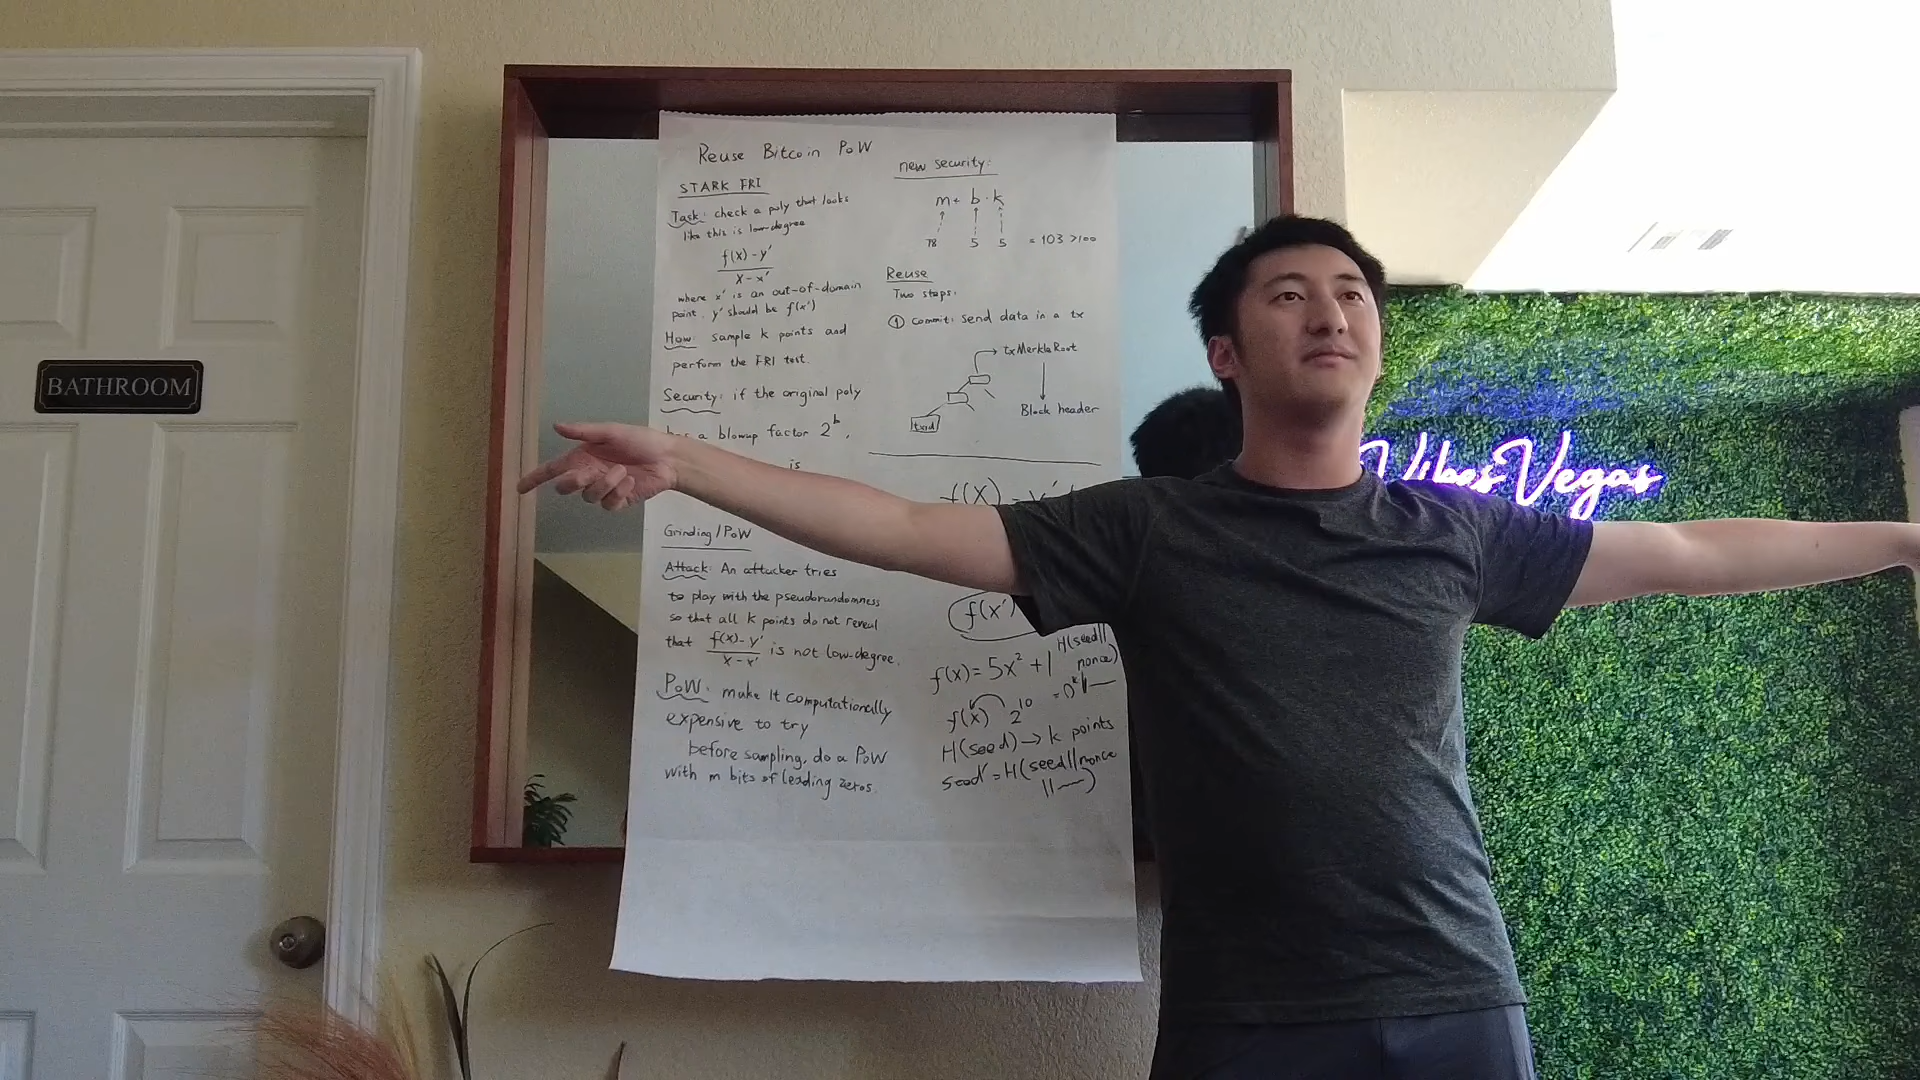 BATHROOM
Reuse Bitcoin PoW
STARK FRI
Task: check a poly that looks
like this is low-degree
f(x)-y'
x-x'
where x' is an out-of-domain
point. y' should be f(x')
How: sample k points and
perform the FRI test.
Security: if the original poly
a blowup factor 2^b,
is
Grinding/PoW
Attack: An attacker tries
to play with the pseudorandomness
so that all k points do not reveal
that f(x)-y' / x-x' is not low-degree.
PoW: make it computationally
expensive to try
before sampling, do a PoW
with m bits of leading zeros.
new security:
m + b · k
78 5 5 = 103 >100
Reuse
Two steps.
① Commit: send data in a tx
txMerkleRoot
Block header
txid
f(x) - y'
f(x')
H(seed||
nonce)
f(x) = 5x² + 1
f(x) 2^10
H(seed) → k points
seed' = H(seed||nonce
||~)
VibesVegas